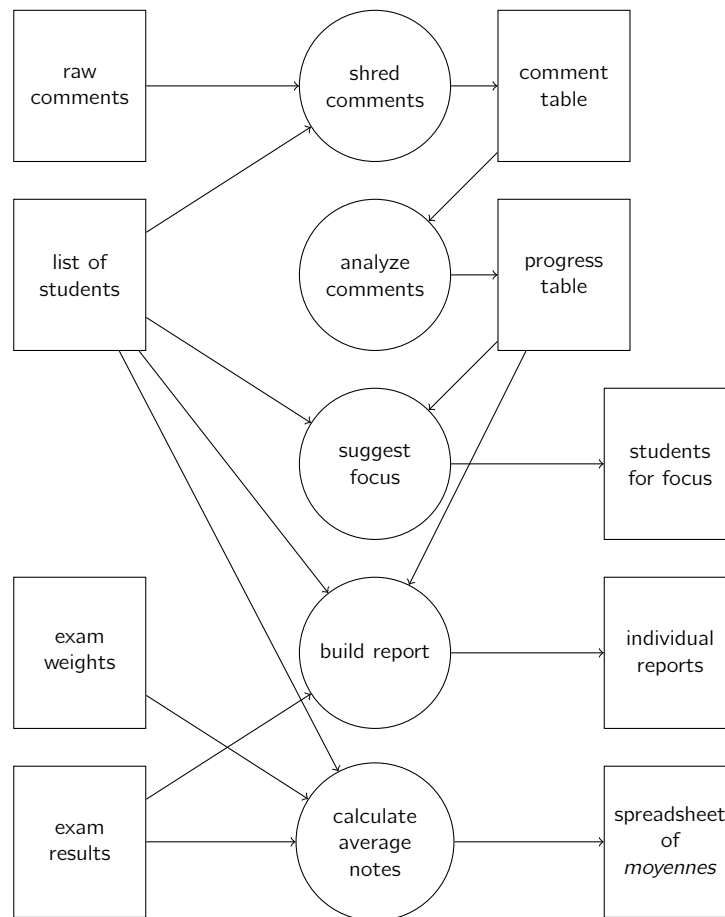 raw
comments
shred
comments
comment
table
list of
students
analyze
comments
progress
table
suggest
focus
students
for focus
exam
weights
build report
individual
reports
exam
results
calculate
average
notes
spreadsheet
of
moyennes